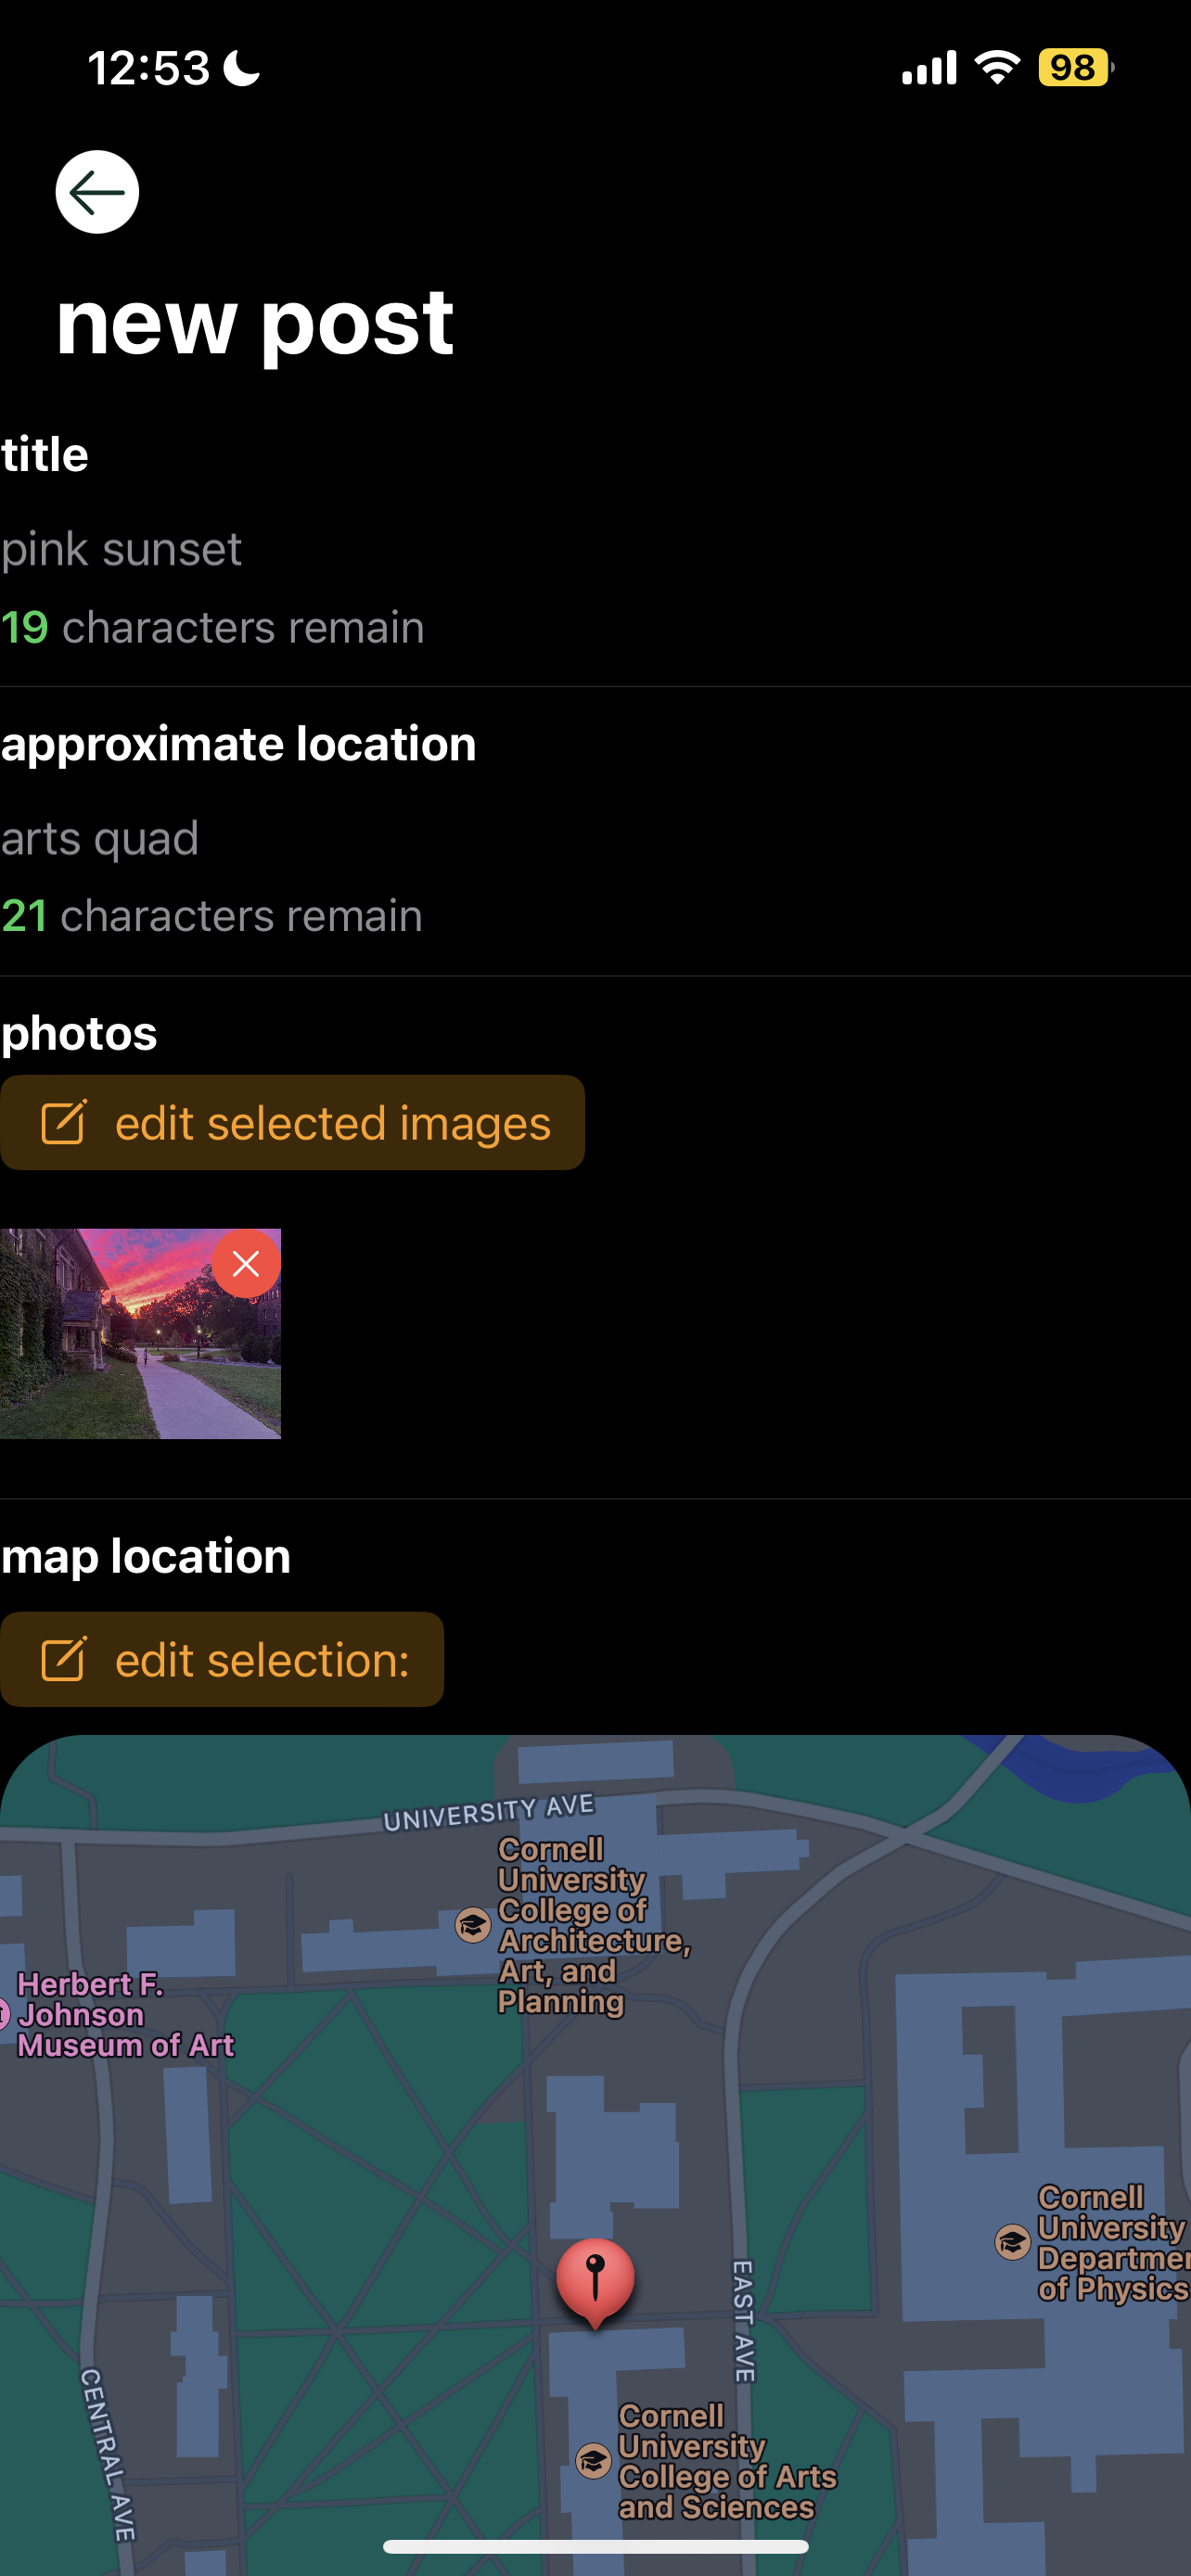 12:53
98
new post
title
pink sunset
19 characters remain
approximate location
arts quad
21 characters remain
photos
edit selected images
map location
edit selection:
UNIVERSITY AVE
Cornell
University
College of
Architecture,
Art, and
Planning
Herbert F.
Johnson
Museum of Art
Cornell
University
Departmen
of Physics
EAST AVE
CENTRAL AVE
Cornell
University
College of Arts
and Sciences